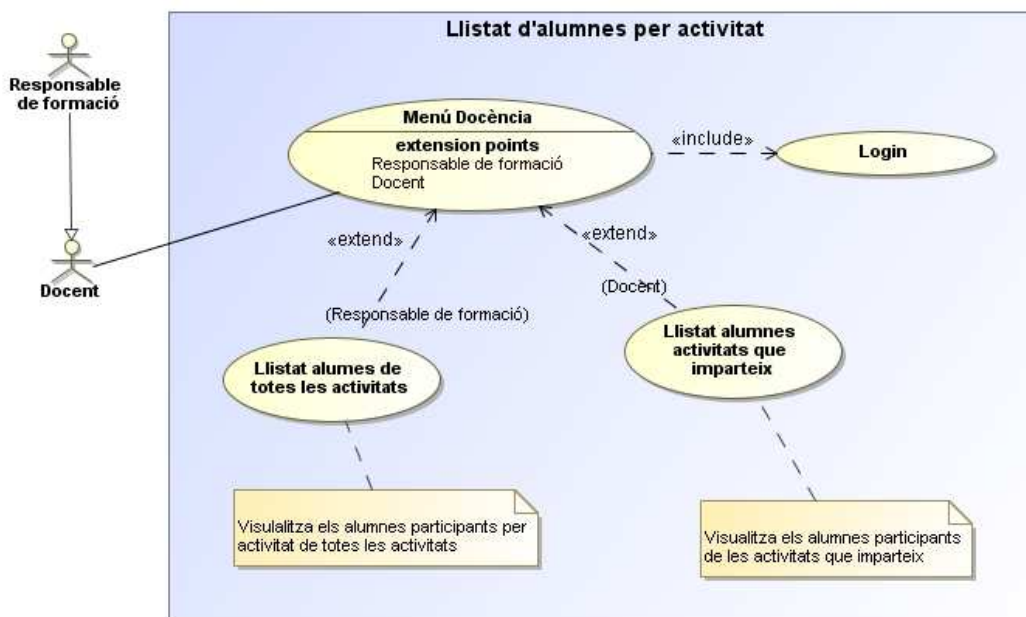 Llistat d'alumnes per activitat
Responsable
de formació
Menú Docència
extension points
Responsable de formació
Docent
«include»
Login
Docent
«extend»
«extend»
(Responsable de formació)
(Docent)
Llistat alumes de
totes les activitats
Llistat alumnes
activitats que
imparteix
Visulalitza els alumnes participants per
activitat de totes les activitats
Visualitza els alumnes participants
de les activitats que imparteix